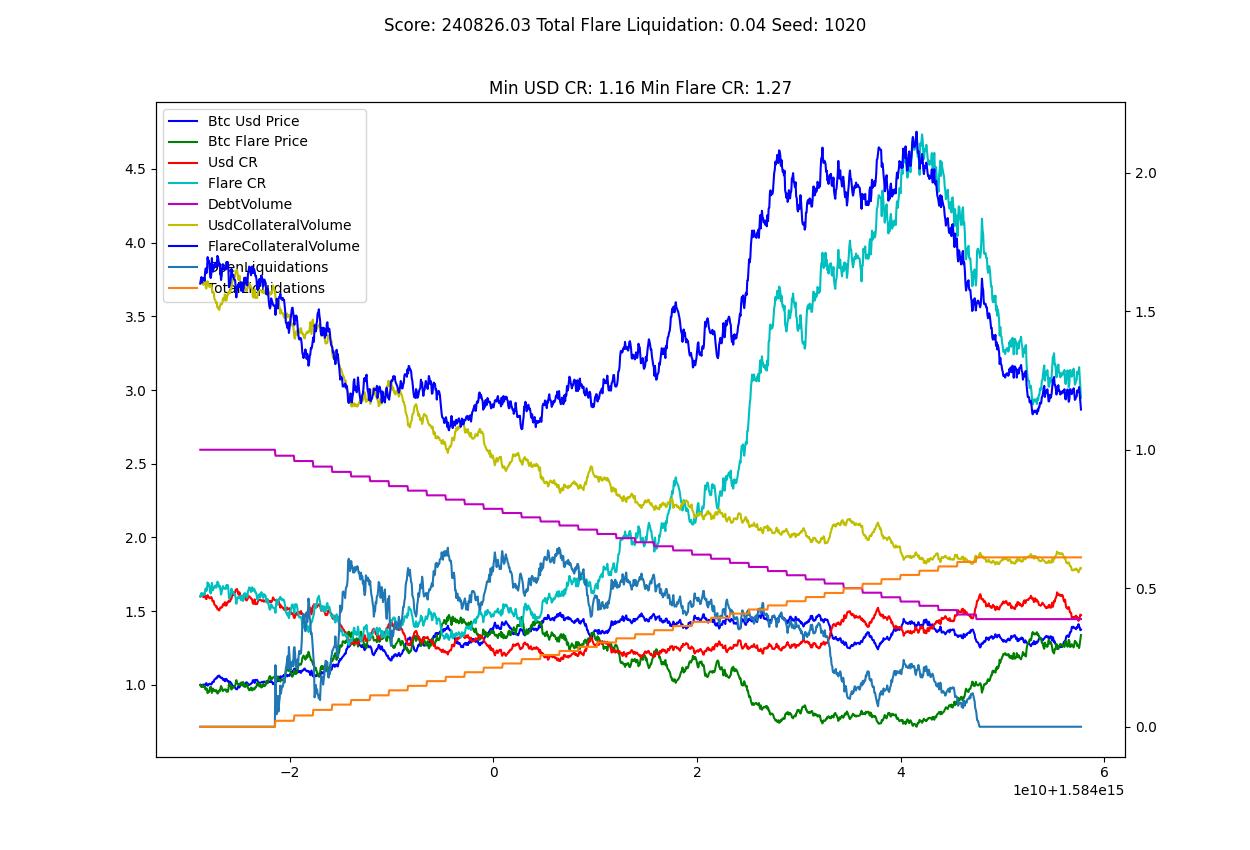 Score: 240826.03 Total Flare Liquidation: 0.04 Seed: 1020
Min USD CR: 1.16 Min Flare CR: 1.27
Btc Usd Price
Btc Flare Price
Usd CR
Flare CR
DebtVolume
UsdCollateralVolume
FlareCollateralVolume
OpenLiquidations
TotalLiquidations
4.5
4.0
3.5
3.0
2.5
2.0
1.5
1.0
2.0
1.5
1.0
0.5
0.0
−2
0
2
4
6
1e10+1.584e15